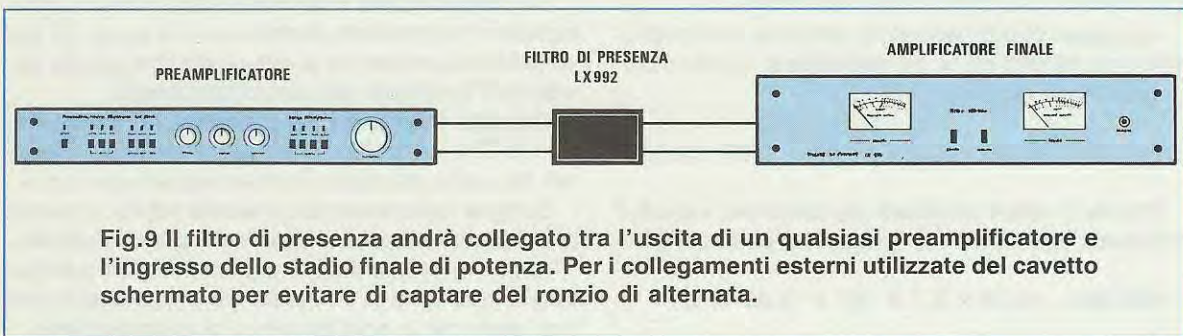 PREAMPLIFICATORE
FILTRO DI PRESENZA
LX992
AMPLIFICATORE FINALE
Fig.9 Il filtro di presenza andrà collegato tra l'uscita di un qualsiasi preamplificatore e
l'ingresso dello stadio finale di potenza. Per i collegamenti esterni utilizzate del cavetto
schermato per evitare di captare del ronzio di alternata.